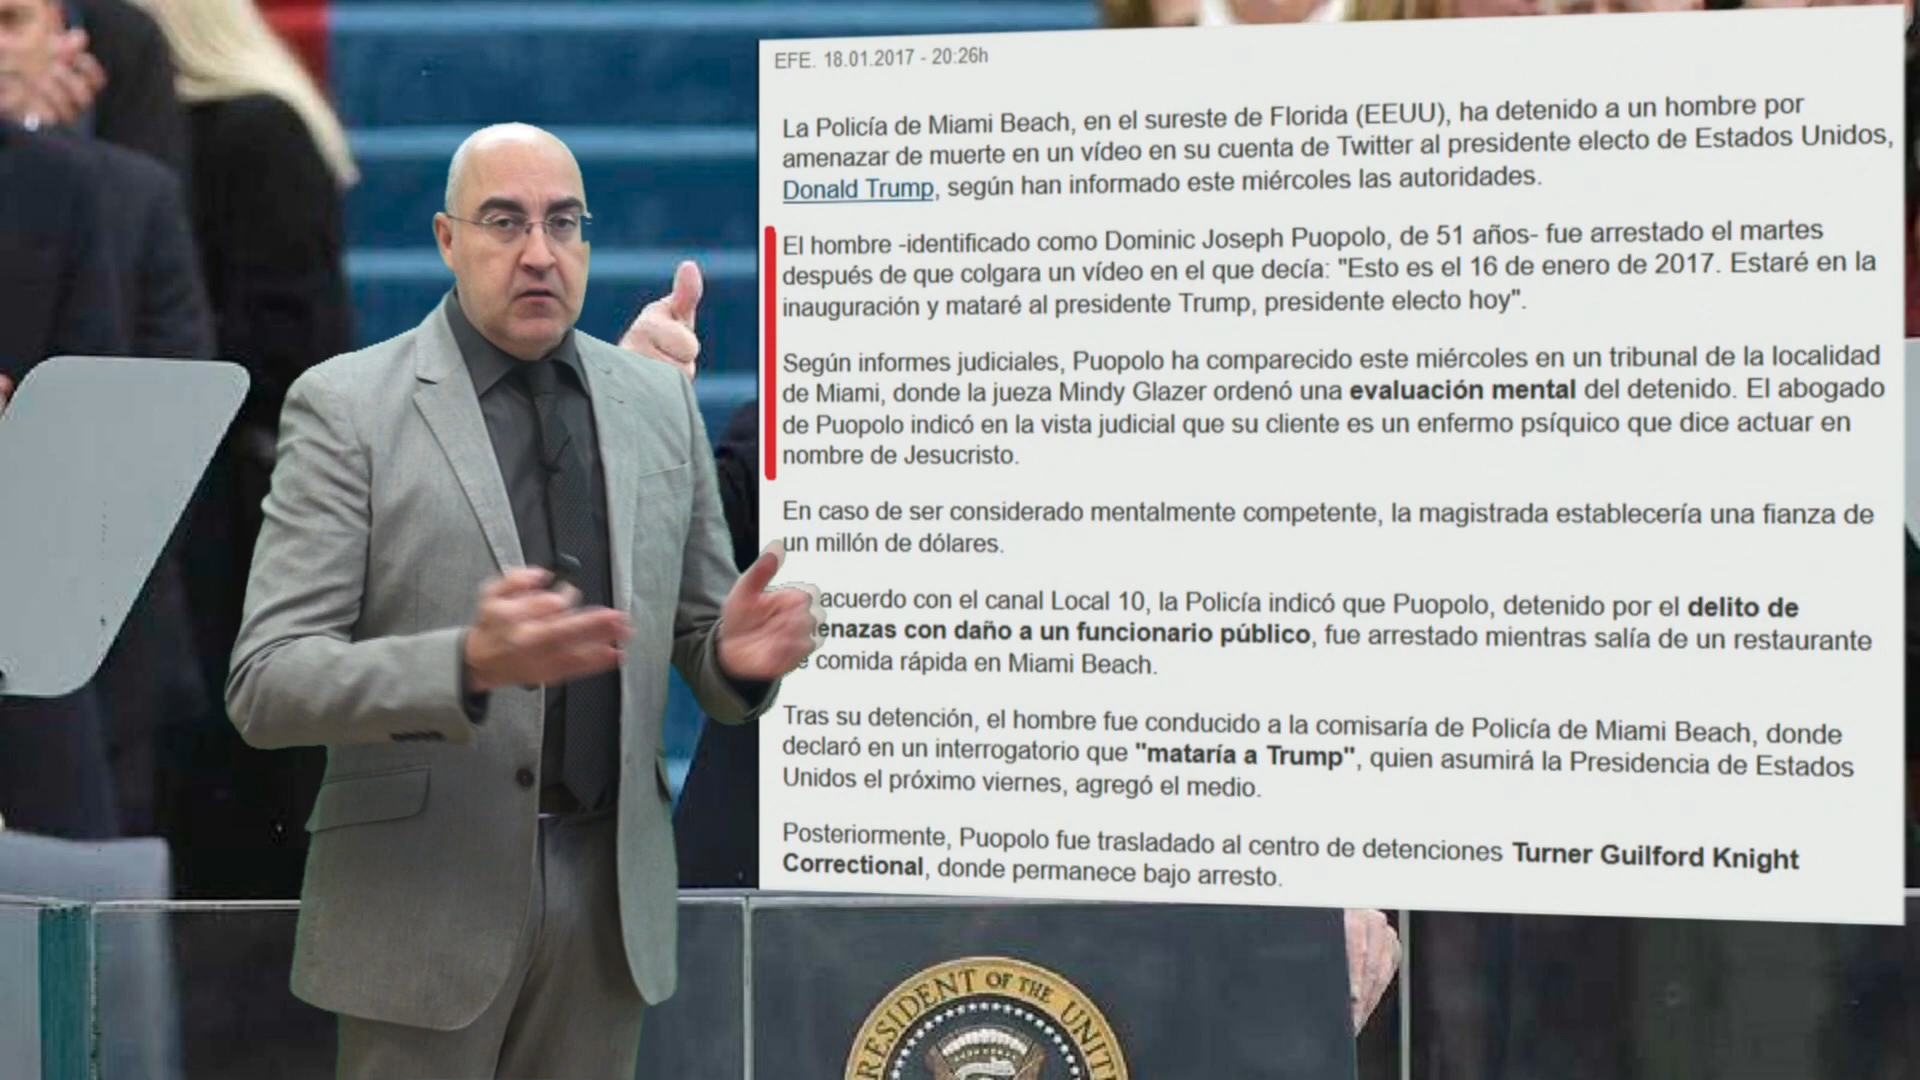 EFE. 18.01.2017 - 20:26h
La Policía de Miami Beach, en el sureste de Florida (EEUU), ha detenido a un hombre por
amenazar de muerte en un vídeo en su cuenta de Twitter al presidente electo de Estados Unidos,
Donald Trump, según han informado este miércoles las autoridades.
El hombre -identificado como Dominic Joseph Puopolo, de 51 años- fue arrestado el martes
después de que colgara un vídeo en el que decía: "Esto es el 16 de enero de 2017. Estaré en la
inauguración y mataré al presidente Trump, presidente electo hoy".
Según informes judiciales, Puopolo ha comparecido este miércoles en un tribunal de la localidad
de Miami, donde la jueza Mindy Glazer ordenó una evaluación mental del detenido. El abogado
de Puopolo indicó en la vista judicial que su cliente es un enfermo psíquico que dice actuar en
nombre de Jesucristo.
En caso de ser considerado mentalmente competente, la magistrada establecería una fianza de
un millón de dólares.
acuerdo con el canal Local 10, la Policía indicó que Puopolo, detenido por el delito de
enazas con daño a un funcionario público, fue arrestado mientras salía de un restaurante
e comida rápida en Miami Beach.
Tras su detención, el hombre fue conducido a la comisaría de Policía de Miami Beach, donde
declaró en un interrogatorio que "mataría a Trump", quien asumirá la Presidencia de Estados
Unidos el próximo viernes, agregó el medio.
Posteriormente, Puopolo fue trasladado al centro de detenciones Turner Guilford Knight
Correctional, donde permanece bajo arresto.
RESIDENT OF THE UNIT